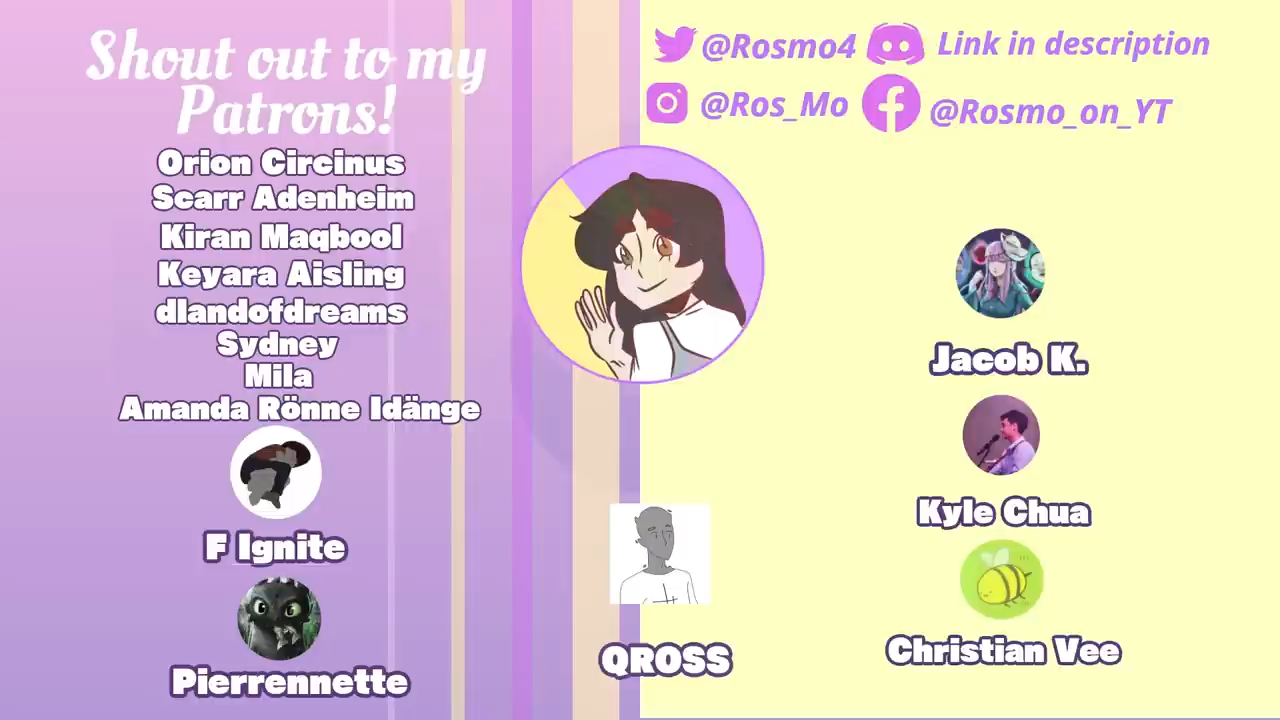 Shout out to my
Patrons!
Orion Circinus
Scarr Adenheim
Kiran Maqbool
Keyara Aisling
dlandofdreams
Sydney
Mila
Amanda Rönne Idänge
F Ignite
Pierrennette
@Rosmo4
Link in description
@Ros_Mo
@Rosmo_on_YT
QROSS
Jacob K.
Kyle Chua
Christian Vee